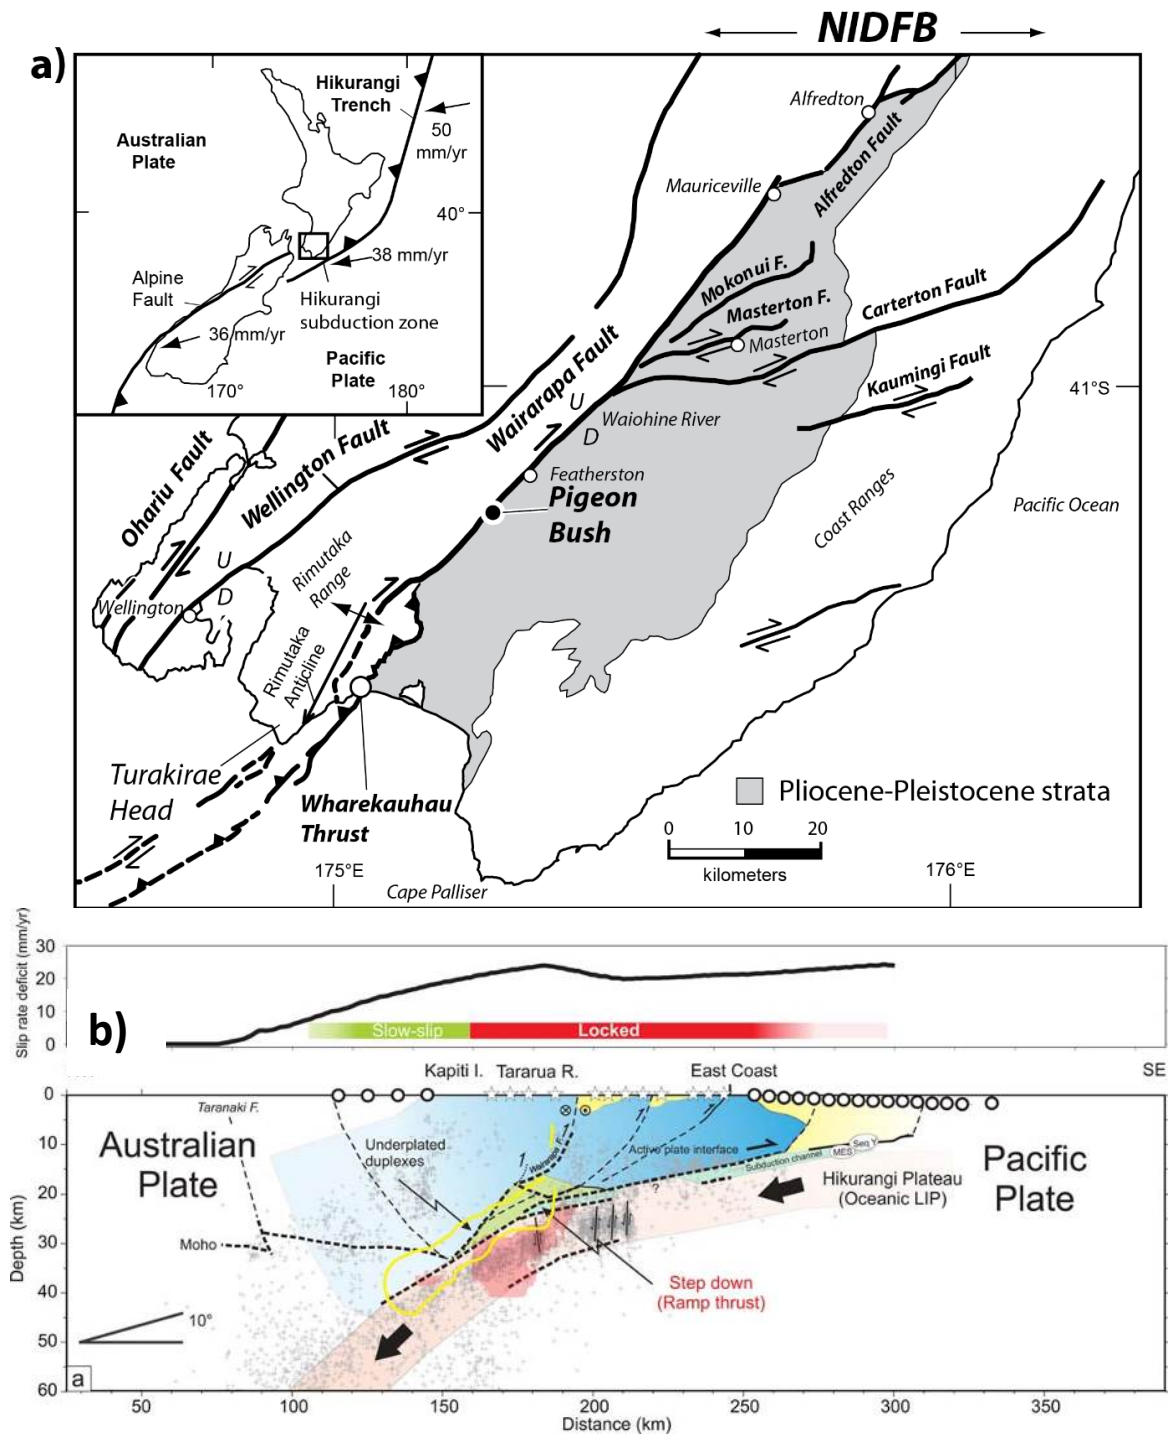 NIDFB
a)
Hikurangi
Trench
Australian
Plate
50
mm/yr
40°
38 mm/yr
Alpine
Fault
Hikurangi
subduction zone
36 mm/yr
Pacific
Plate
170°
180°
Alfredton
Alfredton Fault
Mauriceville
Mokonui F.
Masterton F.
Masterton
Carterton Fault
Kaumingi Fault
41°S
Wairarapa Fault
U
D
Waiohine River
Featherston
Pigeon
Bush
Coast Ranges
Pacific Ocean
Ohariu Fault
Wellington Fault
U
D
Wellington
Rimutaka
Range
Rimutaka
Anticline
Turakirae
Head
Wharekauhau
Thrust
Pliocene-Pleistocene strata
0 10 20
kilometers
175°E
176°E
Cape Palliser
Slip rate deficit (mm/yr)
30
20
10
0
b)
Slow-slip
Locked
Kapiti I. Tararua R. East Coast SE
Depth (km)
0
10
20
30
40
50
60
Taranaki F.
Australian
Plate
Underplated
duplexes
Wairarapa
Active plate interface
Subduction channel
MES
Seq Y
?
Hikurangi Plateau
(Oceanic LIP)
Pacific
Plate
Moho
Step down
(Ramp thrust)
10°
a
50 100 150 200 250 300 350
Distance (km)